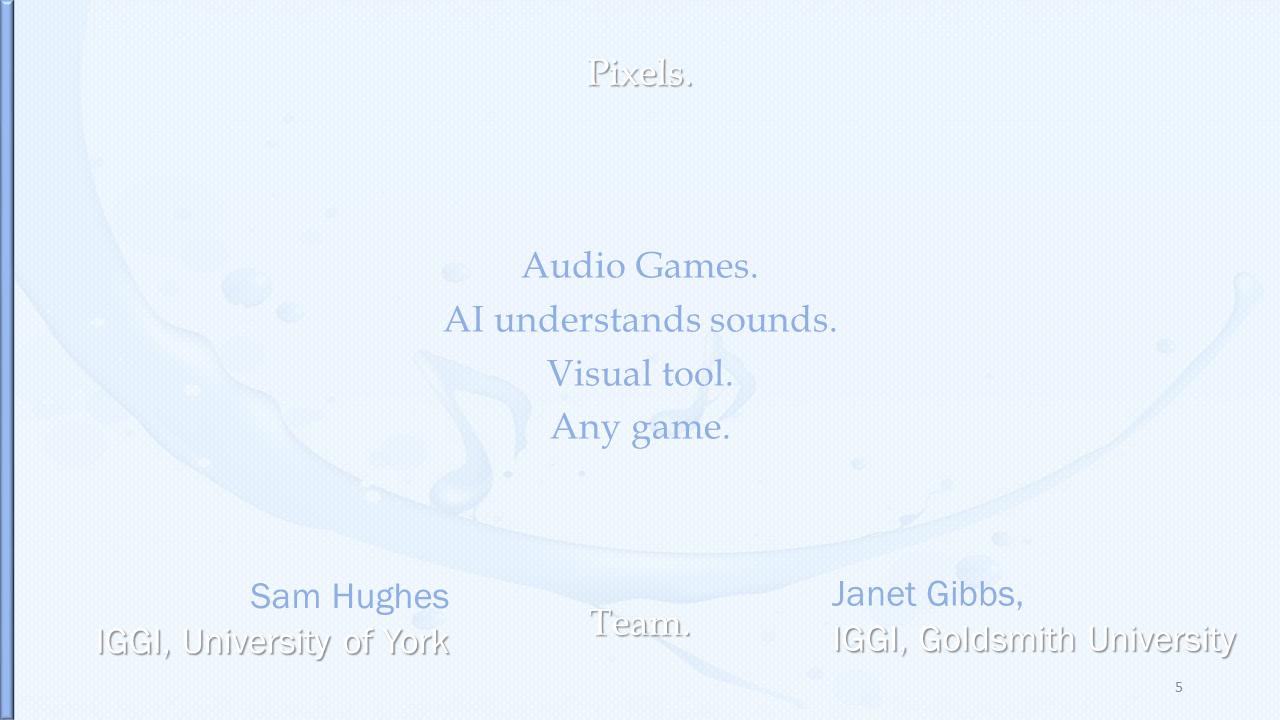 Pixels.
Audio Games.
AI understands sounds.
Visual tool.
Any game.
Sam Hughes
IGGI, University of York
Team.
Janet Gibbs,
IGGI, Goldsmith University
5